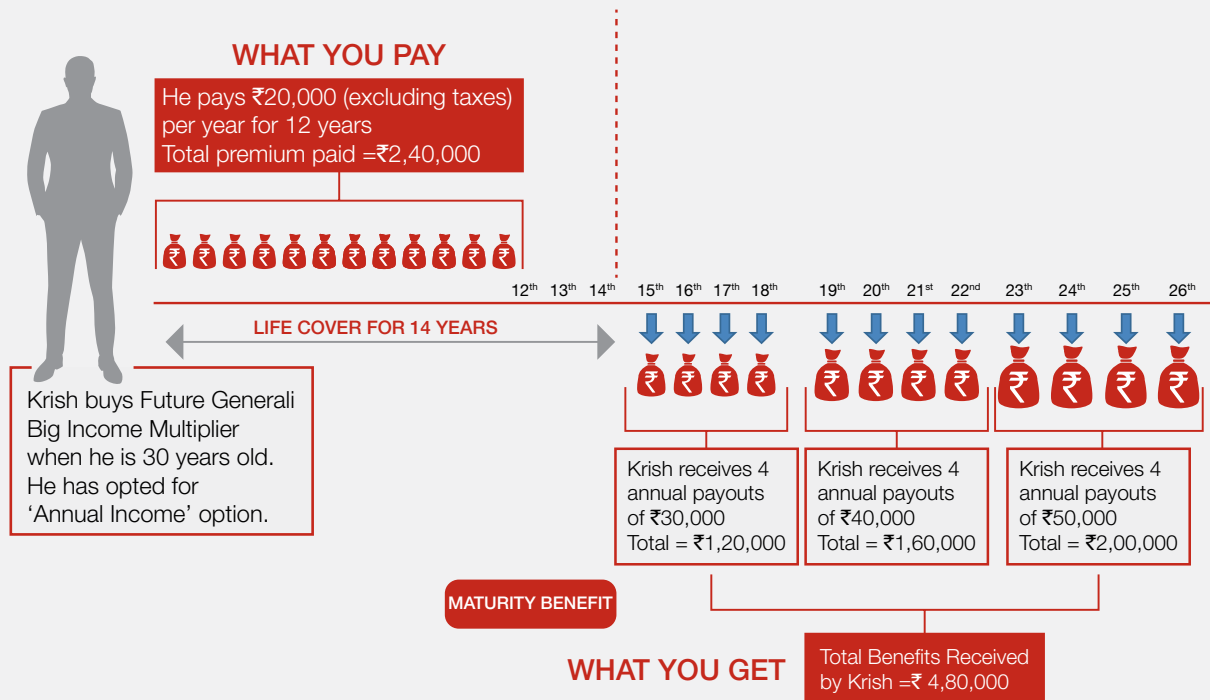 WHAT YOU PAY
He pays ₹20,000 (excluding taxes)
per year for 12 years
Total premium paid =₹2,40,000
₹ ₹ ₹ ₹ ₹ ₹ ₹ ₹ ₹ ₹ ₹ ₹
12th 13th 14th 15th 16th 17th 18th 19th 20th 21st 22nd 23rd 24th 25th 26th
LIFE COVER FOR 14 YEARS
₹ ₹ ₹ ₹ ₹ ₹ ₹ ₹ ₹ ₹ ₹ ₹
Krish buys Future Generali
Big Income Multiplier
when he is 30 years old.
He has opted for
‘Annual Income’ option.
Krish receives 4
annual payouts
of ₹30,000
Total = ₹1,20,000
Krish receives 4
annual payouts
of ₹40,000
Total = ₹1,60,000
Krish receives 4
annual payouts
of ₹50,000
Total = ₹2,00,000
MATURITY BENEFIT
WHAT YOU GET
Total Benefits Received
by Krish =₹ 4,80,000